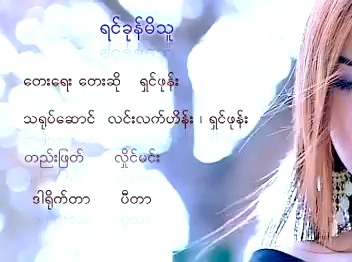 ရင်ခုန်မိသူ
တေးရေး တေးဆို ရှင်ဖုန်း
သရုပ်ဆောင် လင်းလက်ဟိန်း ၊ ရှင်ဖုန်း
တည်းဖြတ် လှိုင်မင်း
ဒါရိုက်တာ ပီတာ